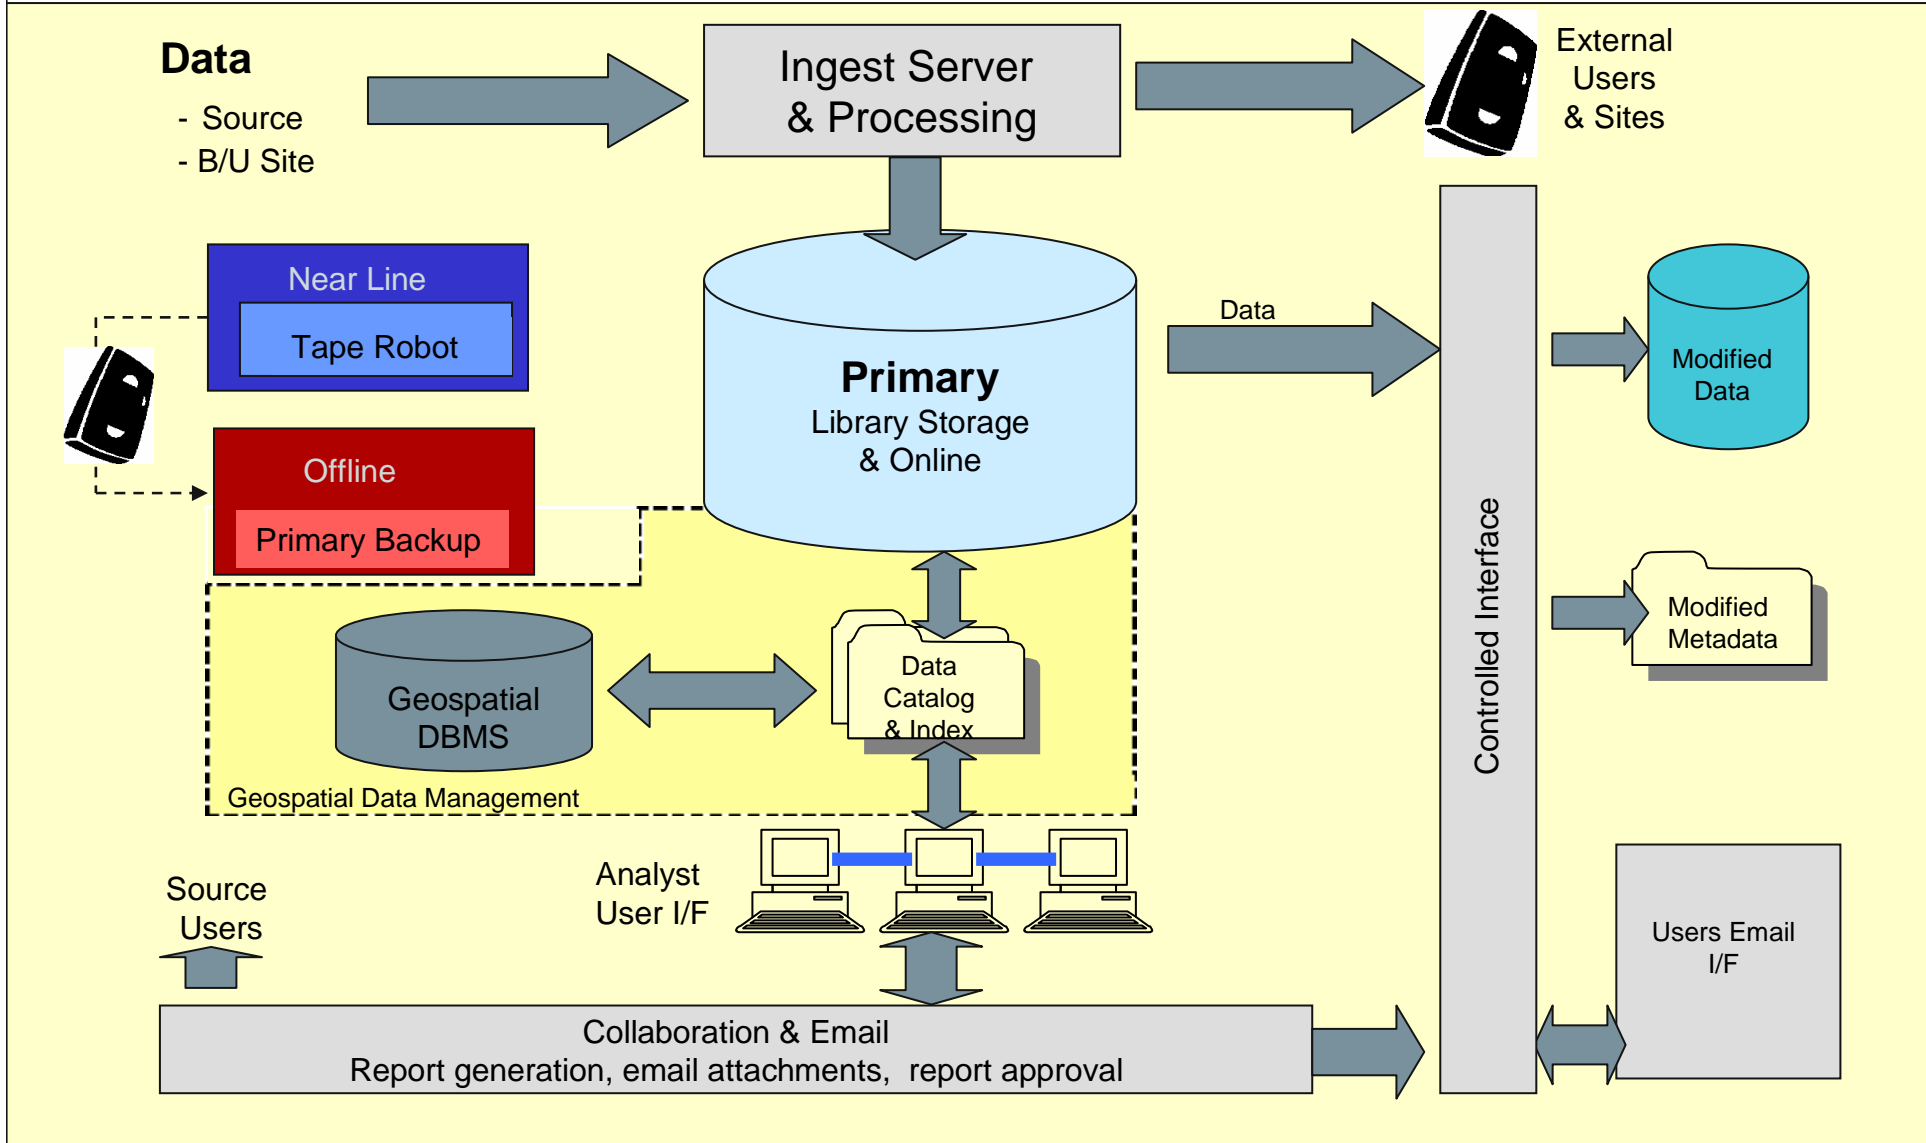 Data
- Source
- B/U Site
Ingest Server
& Processing
External
Users
& Sites
Near Line
Tape Robot
Offline
Primary Backup
Primary
Library Storage
& Online
Data
Controlled Interface
Modified
Data
Modified
Metadata
Geospatial
DBMS
Data
Catalog
& Index
Geospatial Data Management
Analyst
User I/F
Source
Users
Users Email
I/F
Collaboration & Email
Report generation, email attachments, report approval